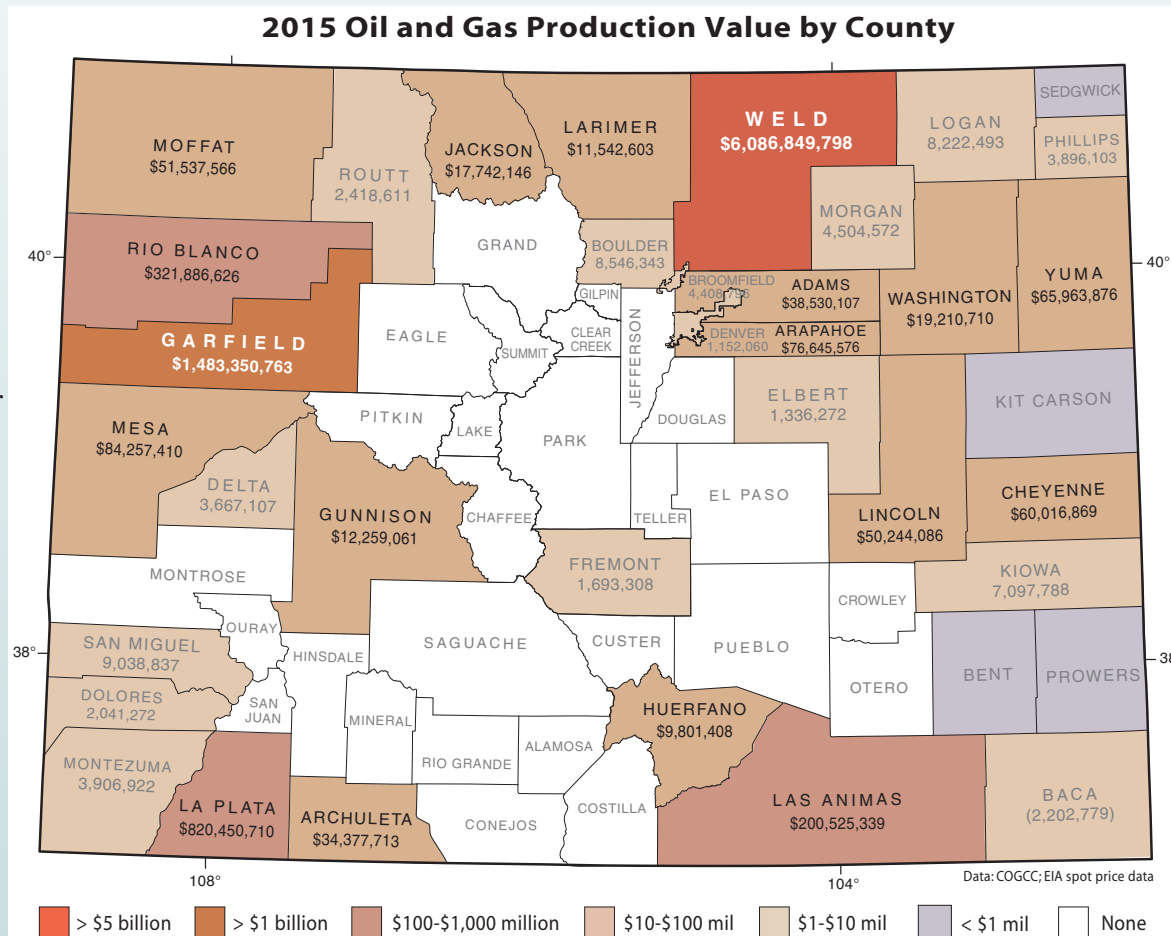 2015 Oil and Gas Production Value by County
MOFFAT
$51,537,566
ROUTT
2,418,611
JACKSON
$17,742,146
LARIMER
$11,542,603
WELD
$6,086,849,798
LOGAN
8,222,493
SEDGWICK
PHILLIPS
3,896,103
MORGAN
4,504,572
RIO BLANCO
$321,886,626
GRAND
BOULDER
8,546,343
40°
40°
GILPIN
BROOMFIELD
4,408,796
ADAMS
$38,530,107
WASHINGTON
$19,210,710
YUMA
$65,963,876
GARFIELD
$1,483,350,763
EAGLE
SUMMIT
CLEAR
CREEK
JEFFERSON
DENVER
1,152,060
ARAPAHOE
$76,645,576
MESA
$84,257,410
PITKIN
LAKE
PARK
DOUGLAS
ELBERT
1,336,272
KIT CARSON
DELTA
3,667,107
GUNNISON
$12,259,061
CHAFFEE
TELLER
EL PASO
LINCOLN
$50,244,086
CHEYENNE
$60,016,869
MONTROSE
FREMONT
1,693,308
KIOWA
7,097,788
CROWLEY
OURAY
SAN MIGUEL
9,038,837
HINSDALE
SAGUACHE
CUSTER
PUEBLO
38°
38
BENT
PROWERS
OTERO
DOLORES
2,041,272
SAN
JUAN
MINERAL
HUERFANO
$9,801,408
MONTEZUMA
3,906,922
RIO GRANDE
ALAMOSA
LA PLATA
$820,450,710
ARCHULETA
$34,377,713
CONEJOS
COSTILLA
LAS ANIMAS
$200,525,339
BACA
(2,202,779)
108°
104°
Data: COGCC; EIA spot price data
> $5 billion
> $1 billion
$100-$1,000 million
$10-$100 mil
$1-$10 mil
< $1 mil
None